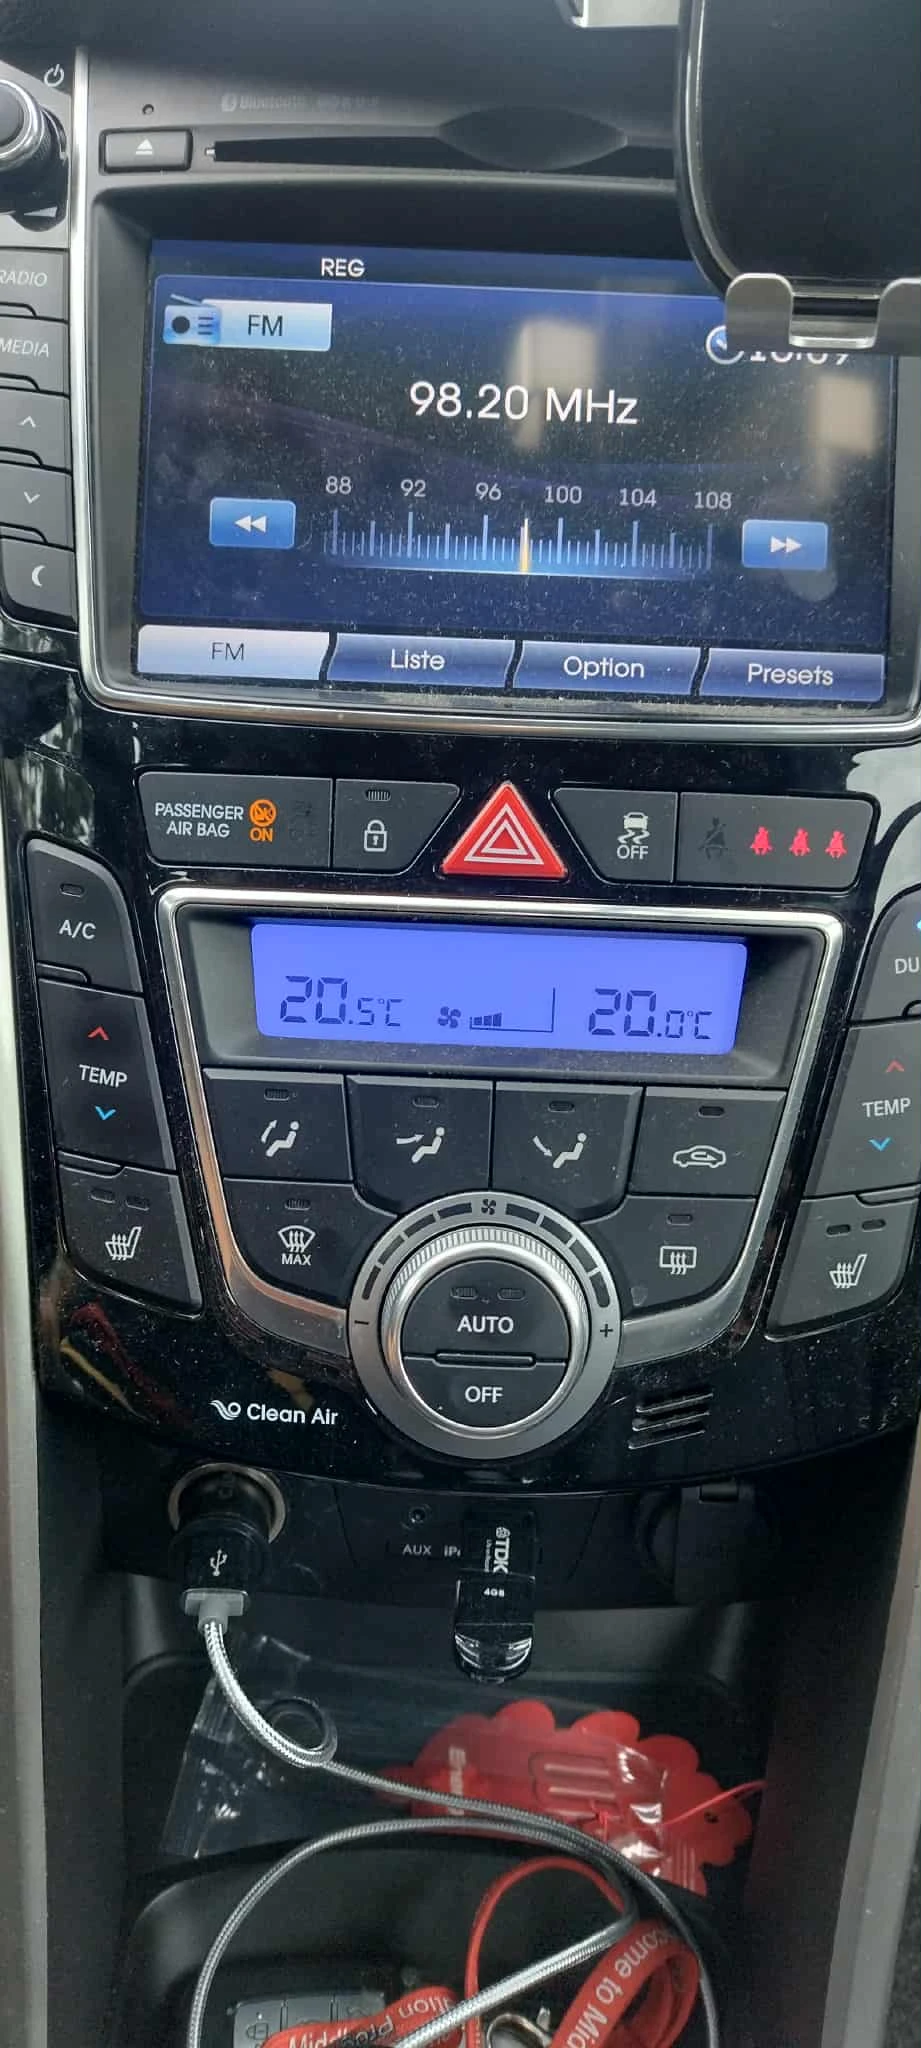 Bluetooth
REG
RADIO
FM
MEDIA
98.20 MHz
88 92 96 100 104 108
FM Liste Option Presets
PASSENGER
AIR BAG ON
OFF
A/C
20.5°C 20.0°C
TEMP
TEMP
MAX
AUTO
OFF
Clean Air
AUX
TDK
4GB